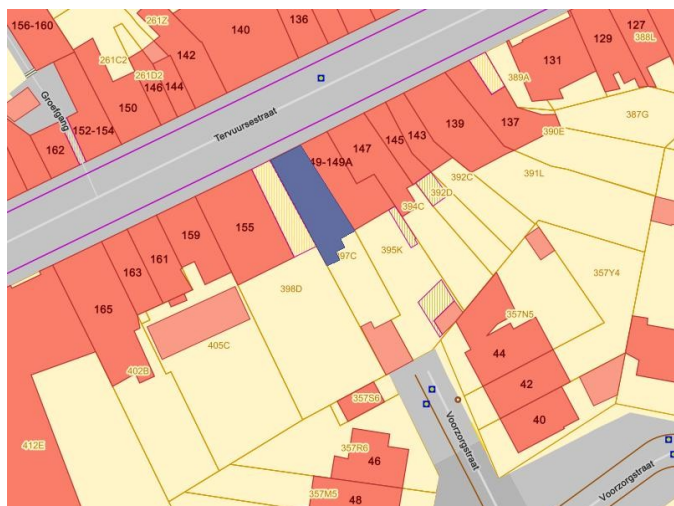 156-160
261Z
136
127
140
388L
129
142
261C2
131
261D2
146
144
389A
150
Groefgang
387G
152-154
Tervuursestraat
139
137
390E
145
143
162
147
49-149A
392C
391L
392D
394C
155
159
397C
395K
161
163
357Y4
398D
165
357N5
405C
44
402B
42
357S6
40
412E
Voorzorgstraat
357R6
46
Voorzorgstraat
357M5
48